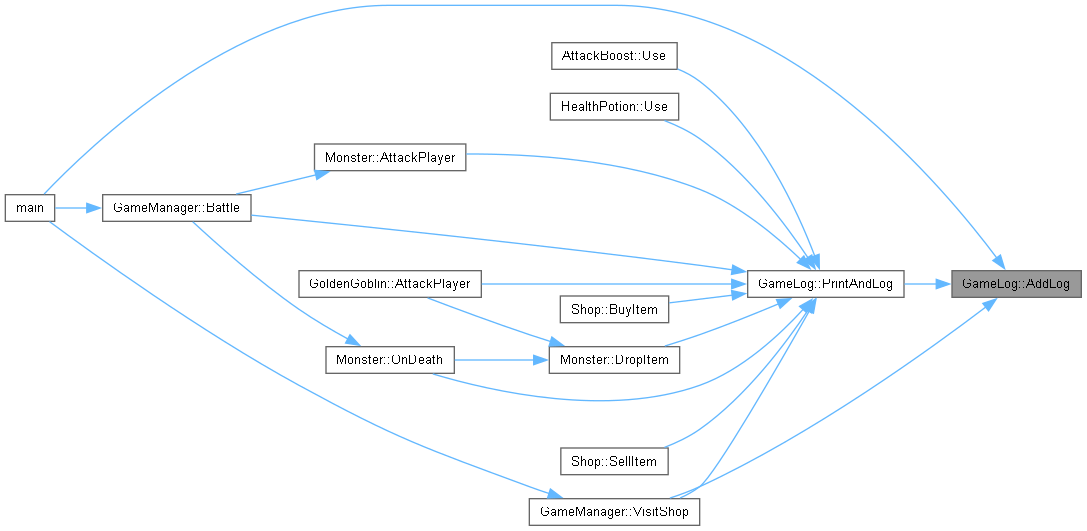 AttackBoost::Use
HealthPotion::Use
Monster::AttackPlayer
main
GameManager::Battle
GoldenGoblin::AttackPlayer
GameLog::PrintAndLog
GameLog::AddLog
Shop::BuyItem
Monster::OnDeath
Monster::DropItem
Shop::SellItem
GameManager::VisitShop